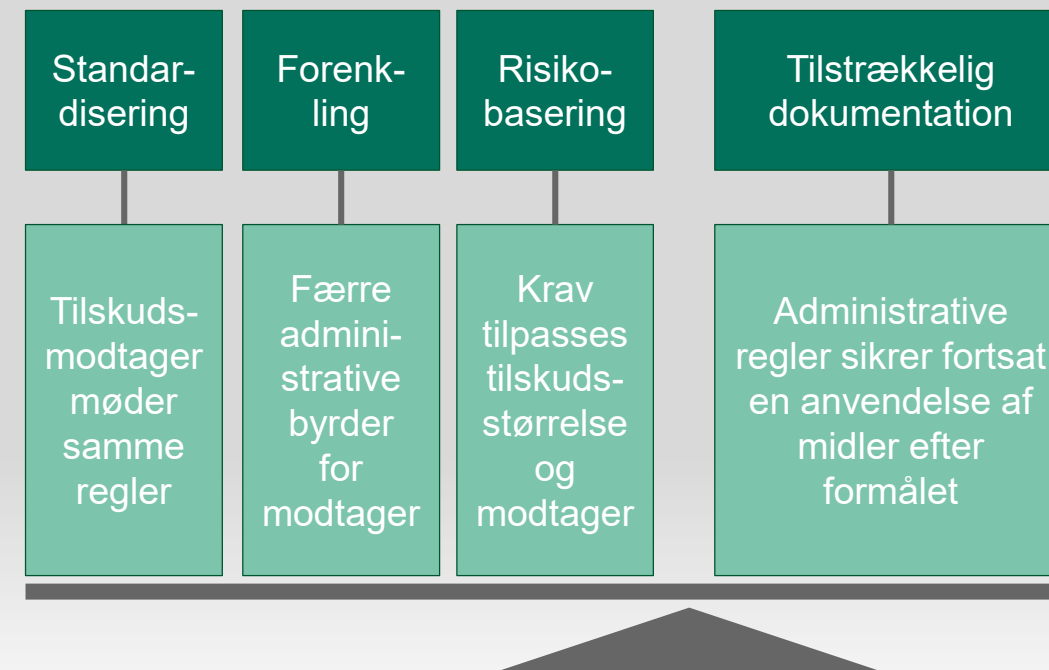 Standar-
disering
Forenk-
ling
Risiko-
basering
Tilstrækkelig
dokumentation
Tilskuds-
modtager
møder
samme
regler
Færre
admini-
strative
byrder
for
modtager
Krav
tilpasses
tilskuds-
størrelse
og
modtager
Administrative
regler sikrer fortsat
en anvendelse af
midler efter
formålet